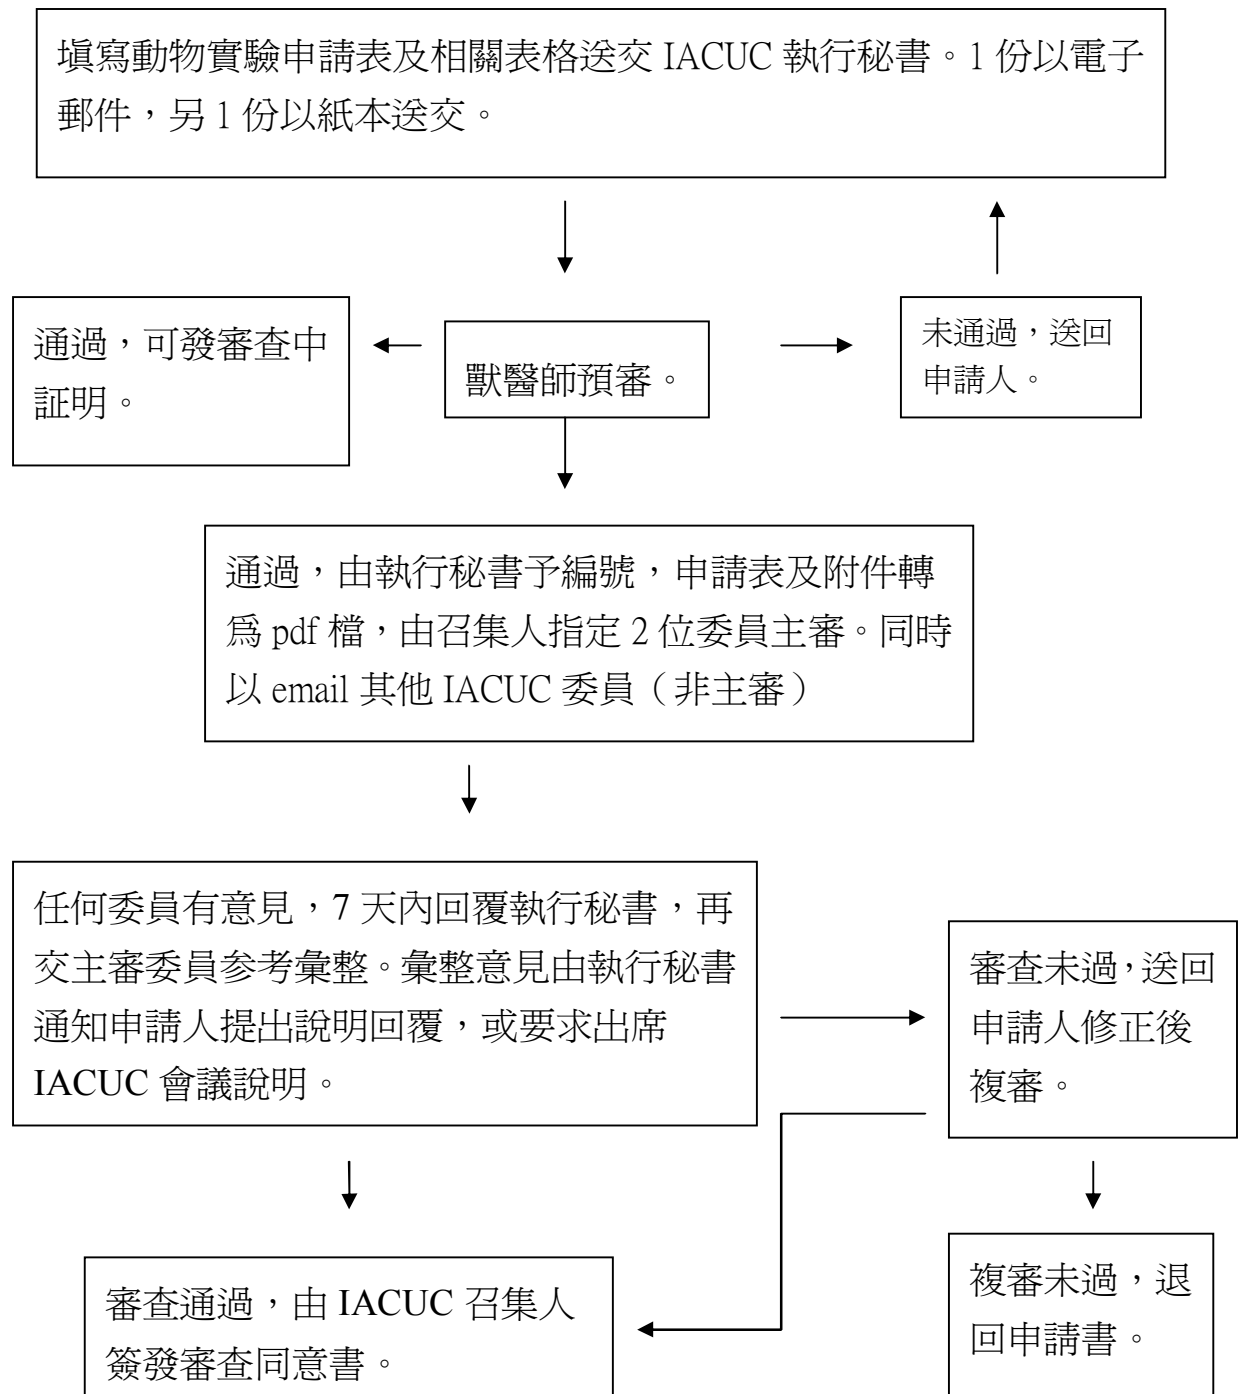 填寫動物實驗申請表及相關表格送交 IACUC 執行秘書。1 份以電子
郵件，另 1 份以紙本送交。
通過，可發審查中
証明。
獸醫師預審。
未通過，送回
申請人。
通過，由執行秘書予編號，申請表及附件轉
為 pdf 檔，由召集人指定 2 位委員主審。同時
以 email 其他 IACUC 委員（非主審）
任何委員有意見，7 天內回覆執行秘書，再
交主審委員參考彙整。彙整意見由執行秘書
通知申請人提出說明回覆，或要求出席
IACUC 會議說明。
審查未過，送回
申請人修正後
複審。
審查通過，由 IACUC 召集人
簽發審查同意書。
複審未過，退
回申請書。